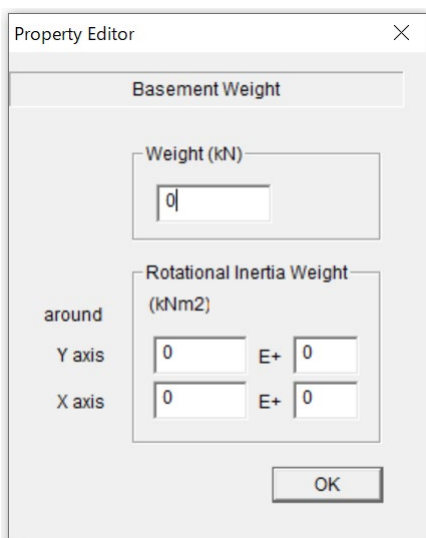 Property Editor
Basement Weight
Weight (kN)
0
Rotational Inertia Weight
(kNm2)
around
Y axis 0 E+ 0
X axis 0 E+ 0
OK